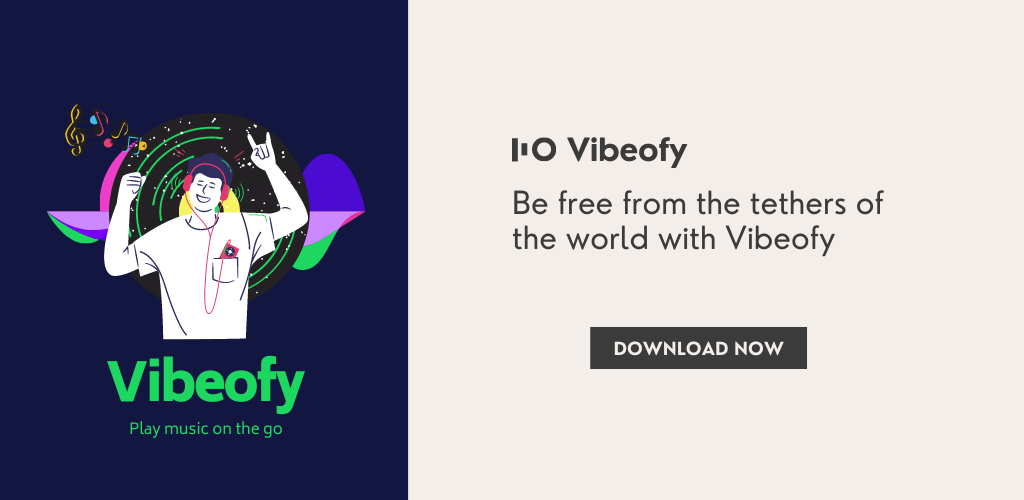 Vibeofy
Play music on the go
Vibeofy
Be free from the tethers of
the world with Vibeofy
DOWNLOAD NOW